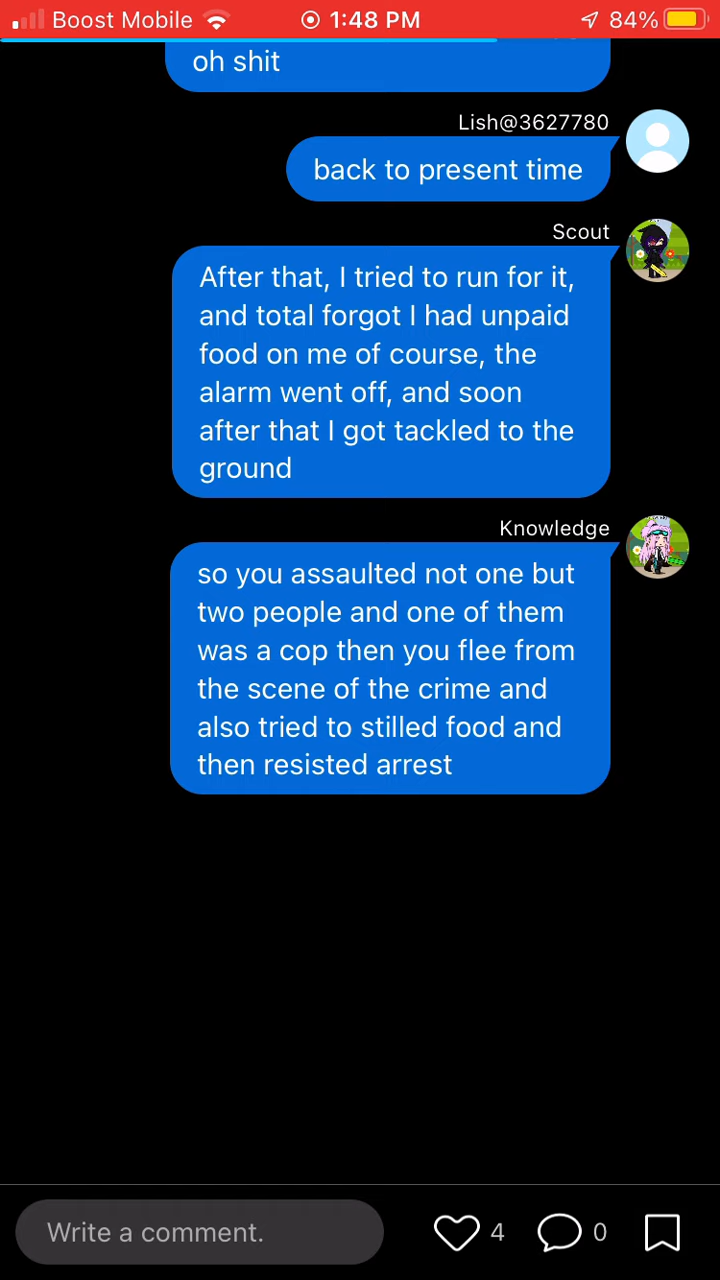 Boost Mobile 1:48 PM 84%
oh shit
Lish@3627780
back to present time
Scout
After that, I tried to run for it,
and total forgot I had unpaid
food on me of course, the
alarm went off, and soon
after that I got tackled to the
ground
Knowledge
so you assaulted not one but
two people and one of them
was a cop then you flee from
the scene of the crime and
also tried to stilled food and
then resisted arrest
Write a comment. 4 0